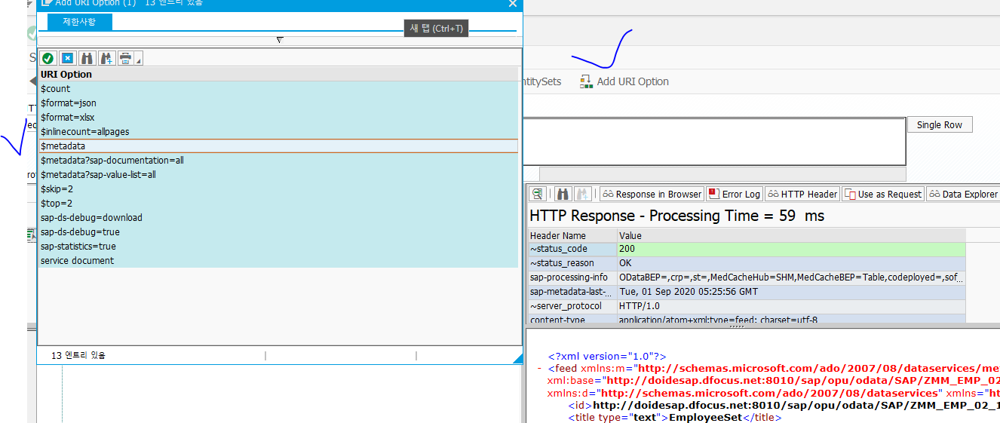 Add URI Option (1) 13 엔트리 있음
제한사항
새 탭 (Ctrl+T)
URI Option
$count
$format=json
$format=xlsx
$inlinecount=allpages
$metadata
$metadata?sap-documentation=all
$metadata?sap-value-list=all
$skip=2
$top=2
sap-ds-debug=download
sap-ds-debug=true
sap-statistics=true
service document
13 엔트리 있음
ntitySets Add URI Option
Single Row
Response in Browser Error Log HTTP Header Use as Request Data Explorer
HTTP Response - Processing Time = 59 ms
Header Name Value
~status_code 200
~status_reason OK
sap-processing-info ODataBEP=,crp=,st=,MedCacheHub=SHM,MedCacheBEP=Table,codeployed=,sof...
sap-metadata-last-... Tue, 01 Sep 2020 05:25:56 GMT
~server_protocol HTTP/1.0
content-type application/atom+xml;type=feed; charset=utf-8
<?xml version="1.0"?>
- <feed xmlns:m="http://schemas.microsoft.com/ado/2007/08/dataservices/me
xml:base="http://doidesap.dfocus.net:8010/sap/opu/odata/SAP/ZMM_EMP_02
xmlns:d="http://schemas.microsoft.com/ado/2007/08/dataservices" xmlns="ht
<id>http://doidesap.dfocus.net:8010/sap/opu/odata/SAP/ZMM_EMP_02_1
<title type="text">EmployeeSet</title>